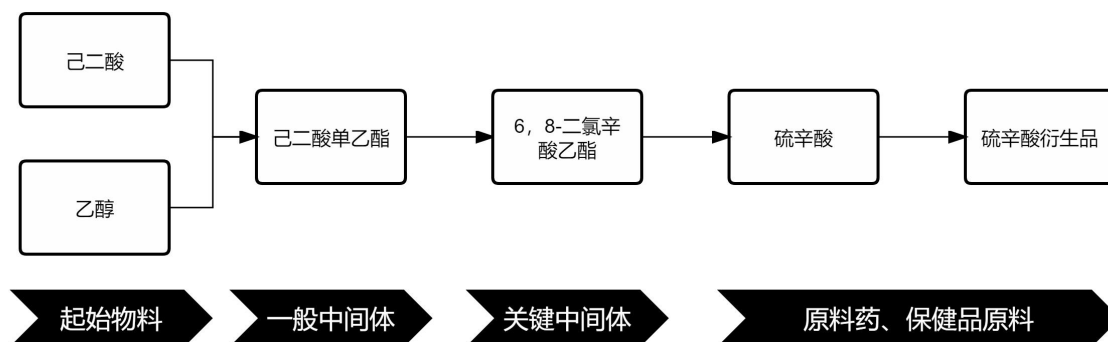 己二酸
乙醇
己二酸单乙酯
6，8-二氯辛
酸乙酯
硫辛酸
硫辛酸衍生品
起始物料
一般中间体
关键中间体
原料药、保健品原料